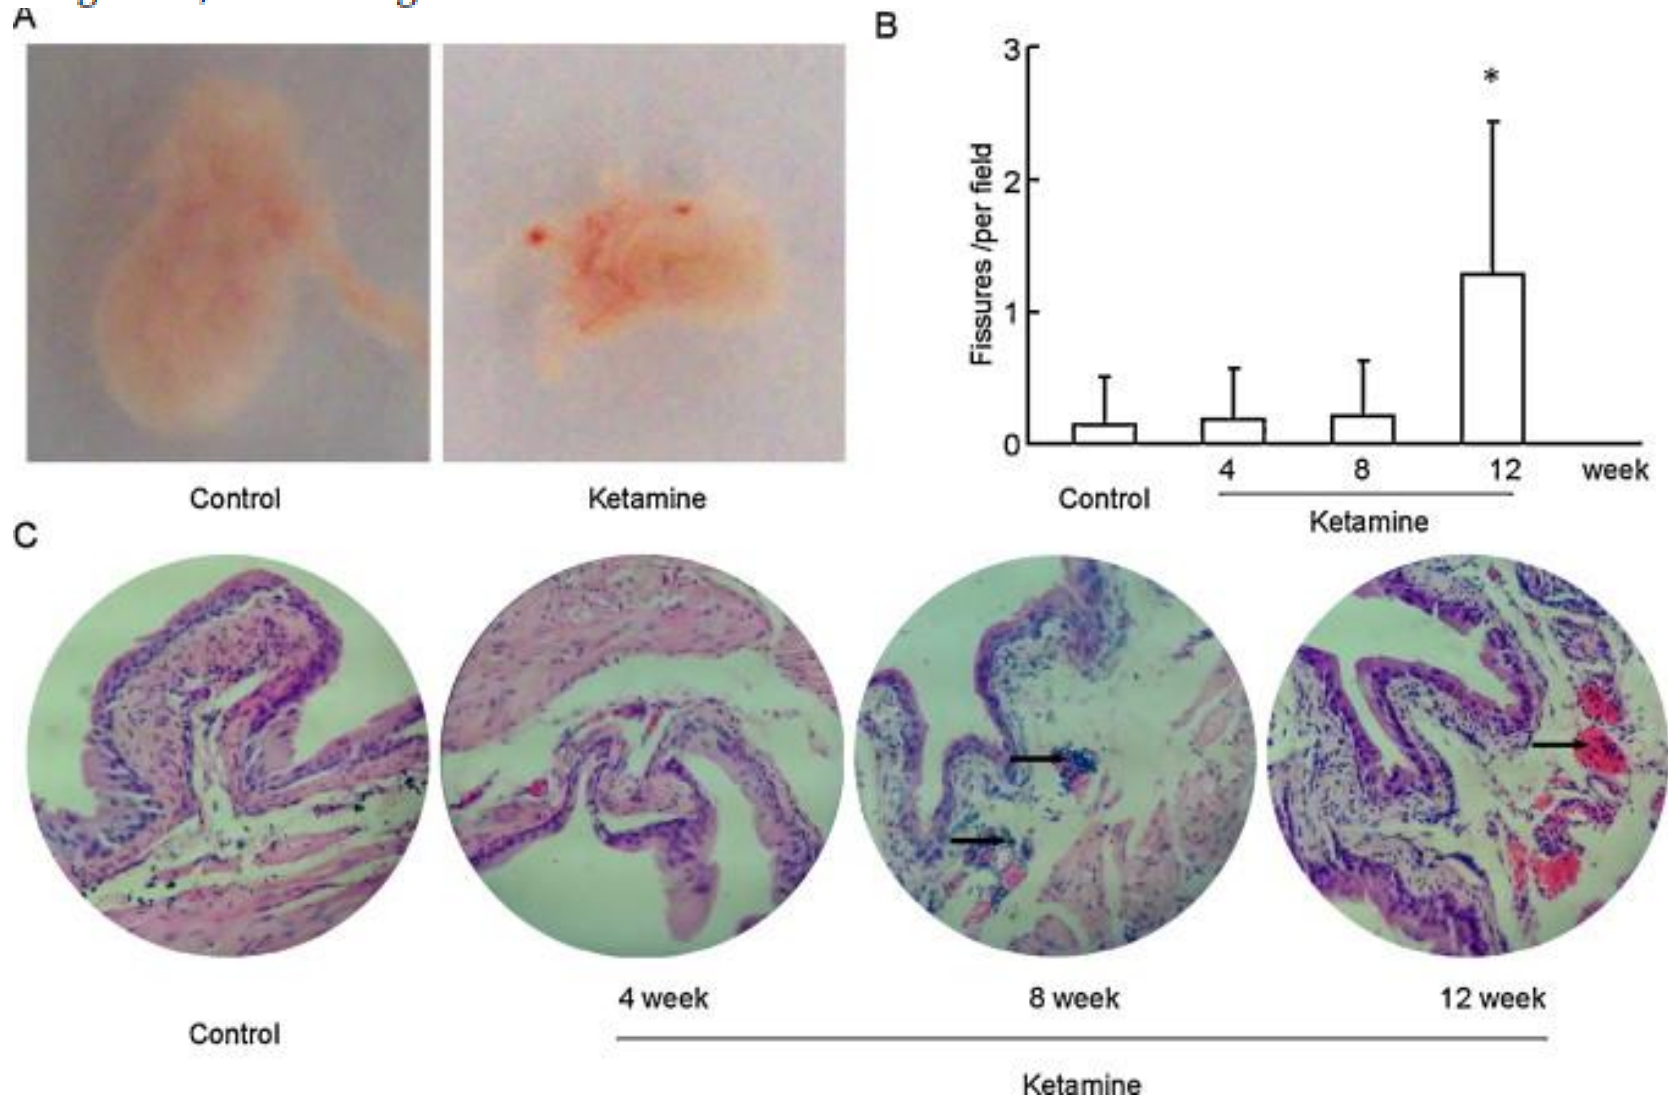 A
B
3
*
2
1
0
Fissures /per field
4 8 12 week
Control
Ketamine
Control Ketamine
C
4 week 8 week 12 week
Control
Ketamine